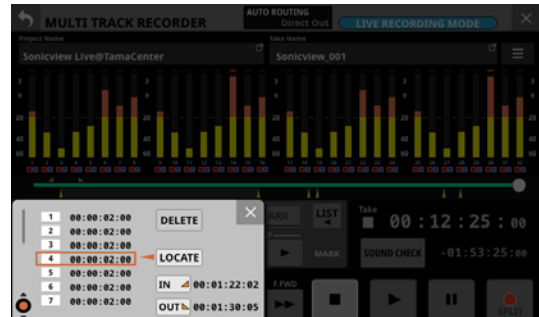 MULTI TRACK RECORDER
AUTO ROUTING
Direct Out
LIVE RECORDING MODE
Project Name
Take Name
Sonicview Live@TamaCenter
Sonicview_001
1 00:00:02:00
2 00:00:02:00
3 00:00:02:00
4 00:00:02:00
5 00:00:02:00
6 00:00:02:00
7 00:00:02:00
DELETE
LOCATE
IN 00:01:22:02
OUT 00:01:30:05
ARK
LIST
MARK
Take
00:12:25:00
SOUND CHECK
-01:53:25:00
F.FWD
SPLIT